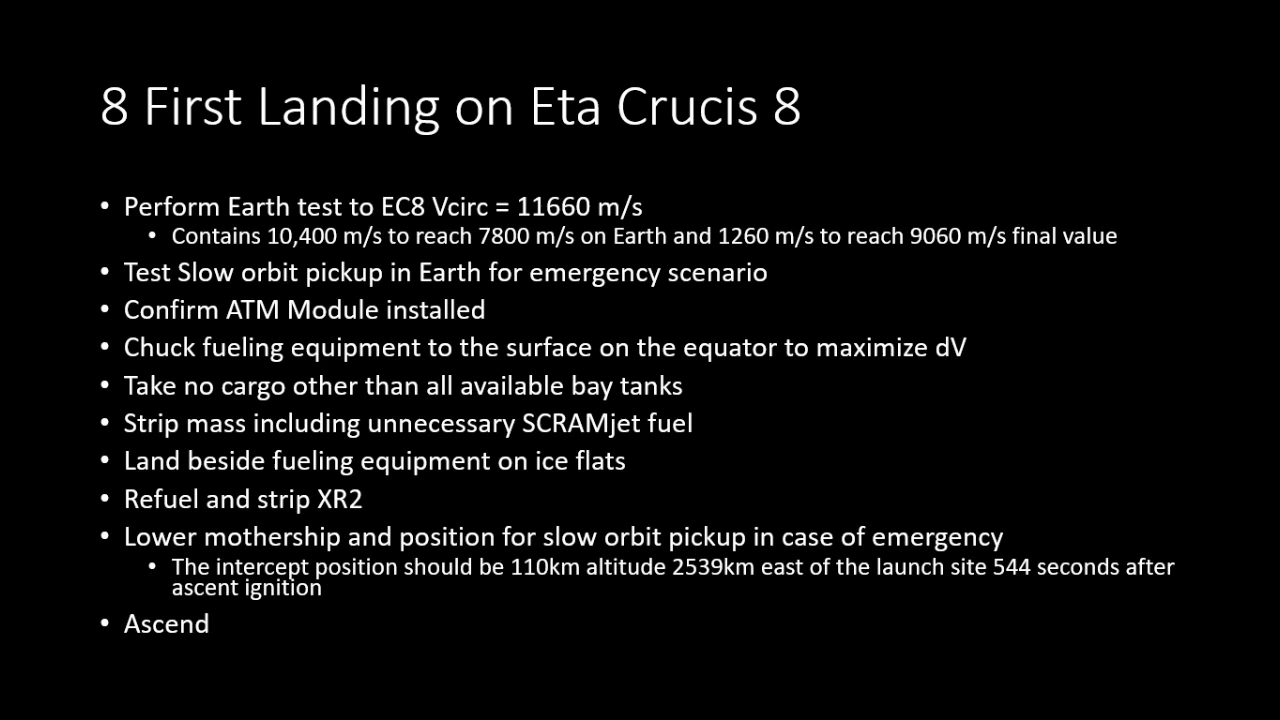 8 First Landing on Eta Crucis 8
• Perform Earth test to EC8 Vcirc = 11660 m/s
• Contains 10,400 m/s to reach 7800 m/s on Earth and 1260 m/s to reach 9060 m/s final value
• Test Slow orbit pickup in Earth for emergency scenario
• Confirm ATM Module installed
• Chuck fueling equipment to the surface on the equator to maximize dV
• Take no cargo other than all available bay tanks
• Strip mass including unnecessary SCRAMjet fuel
• Land beside fueling equipment on ice flats
• Refuel and strip XR2
• Lower mothership and position for slow orbit pickup in case of emergency
• The intercept position should be 110km altitude 2539km east of the launch site 544 seconds after
ascent ignition
• Ascend